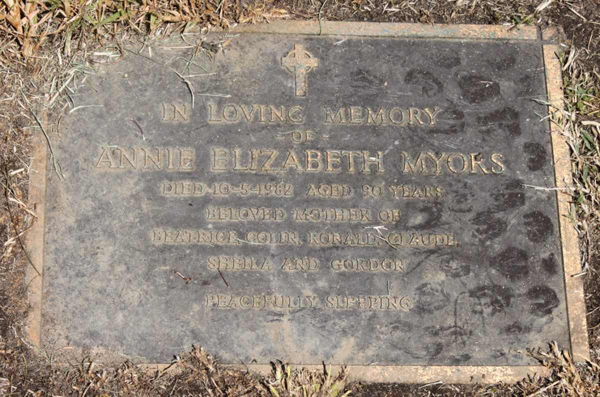 IN LOVING MEMORY
OF
ANNIE ELIZABETH MYORS
DIED 10-5-1982 AGED 90 YEARS
BELOVED MOTHER OF
BEATRICE, COLIN, RONALD, CLAUDE,
SHEILA AND GORDON
PEACEFULLY SLEEPING